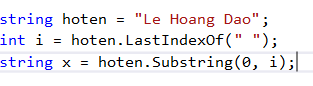 string hoten = "Le Hoang Dao";
int i = hoten.LastIndexOf(" ");
string x = hoten.Substring(0, i);